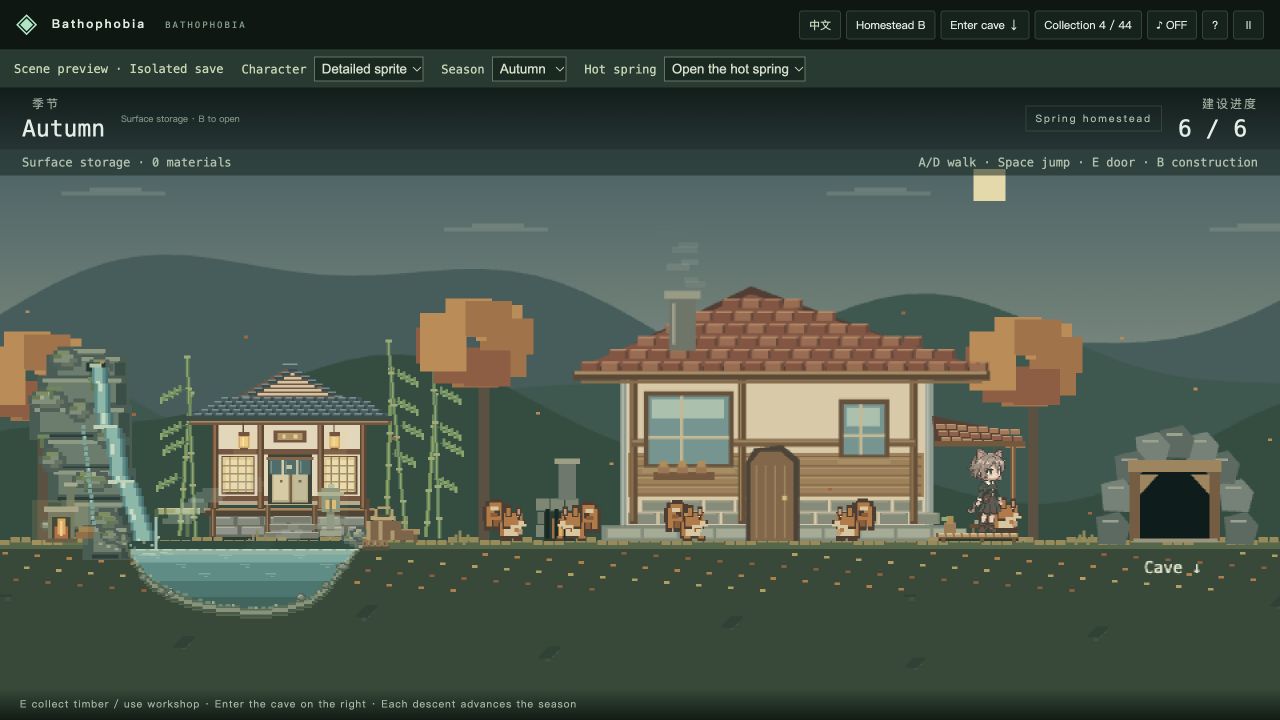 Bathophobia BATHOPHOBIA 中文 Homestead B Enter cave ↓ Collection 4 / 44 ♪ OFF ? II
Scene preview · Isolated save Character Detailed sprite Season Autumn Hot spring Open the hot spring
季节 建设进度
Autumn Surface storage · B to open Spring homestead 6 / 6
Surface storage · 0 materials A/D walk · Space jump · E door · B construction
Cave ↓
E collect timber / use workshop · Enter the cave on the right · Each descent advances the season